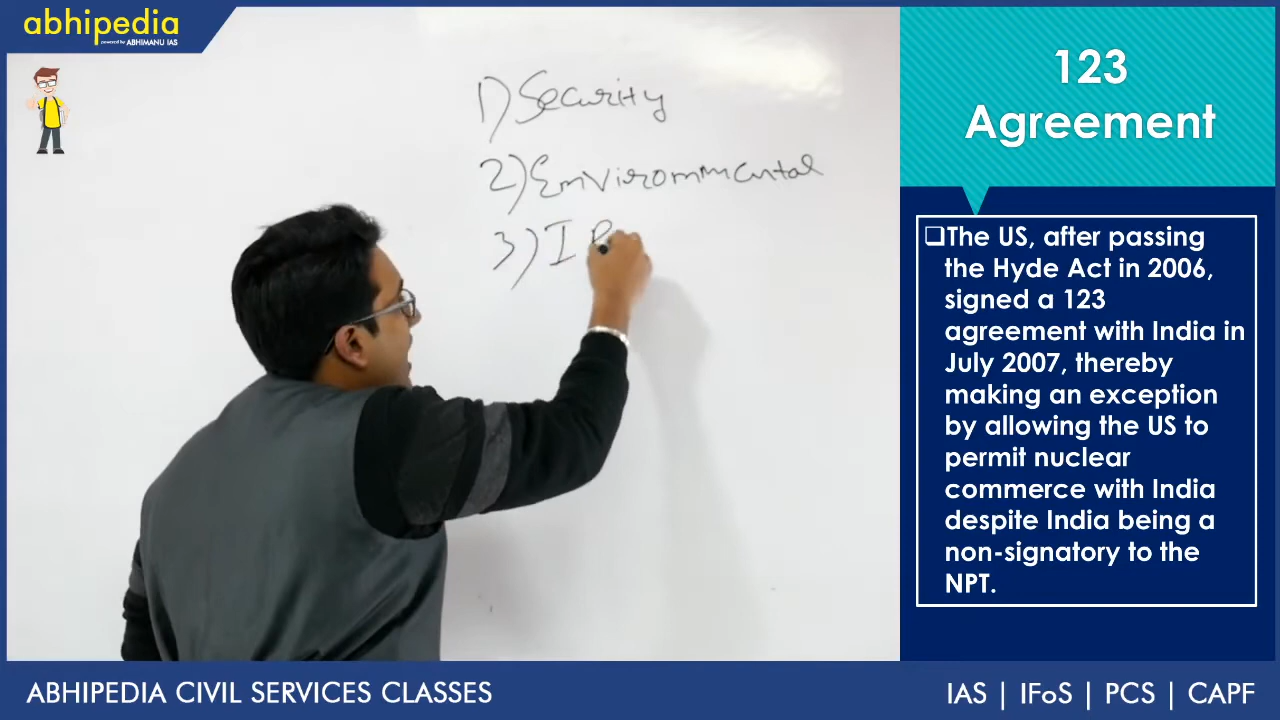 abhipedia
powered by ABHIMANU IAS
1) Security
2) Environmental
3) I P
123
Agreement
❑The US, after passing
the Hyde Act in 2006,
signed a 123
agreement with India in
July 2007, thereby
making an exception
by allowing the US to
permit nuclear
commerce with India
despite India being a
non-signatory to the
NPT.
ABHIPEDIA CIVIL SERVICES CLASSES
IAS | IFoS | PCS | CAPF